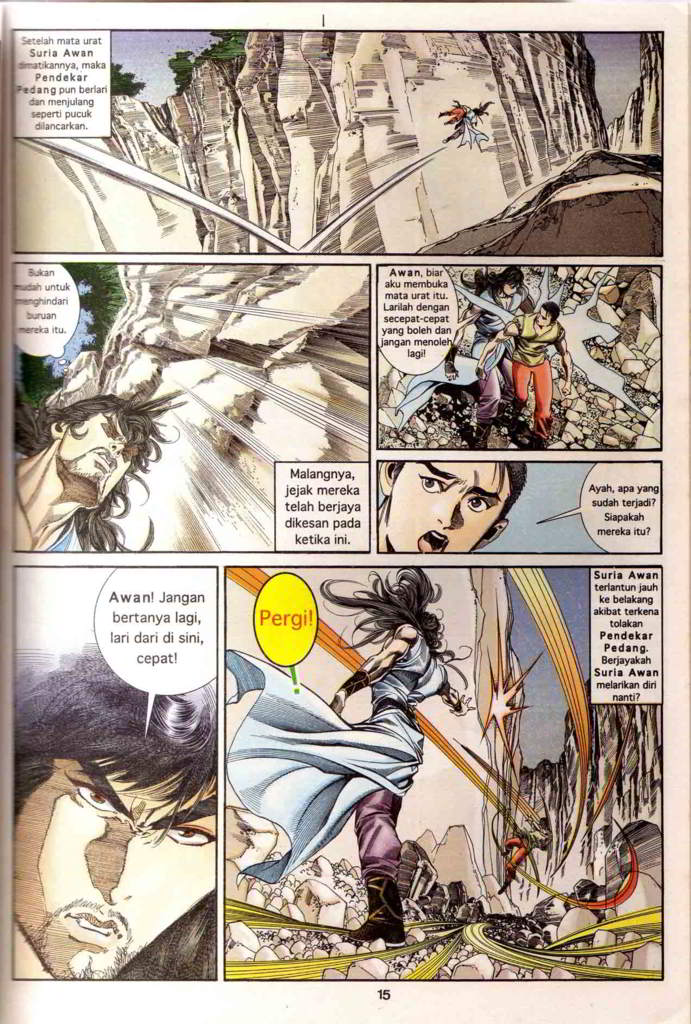 Setelah mata urat
Suria Awan
dimatikannya, maka
Pendekar
Pedang pun berlari
dan menjulang
seperti pucuk
dilancarkan.
Bukan
mudah untuk
menghindari
buruan
mereka itu.
Malangnya,
jejak mereka
telah berjaya
dikesan pada
ketika ini.
Awan, biar
aku membuka
mata urat itu.
Larilah dengan
secepat-cepat
yang boleh dan
jangan menoleh
lagi!
Ayah, apa yang
sudah terjadi?
Siapakah
mereka itu?
Awan! Jangan
bertanya lagi,
lari dari di sini,
cepat!
Pergi!
Suria Awan
terlantun jauh
ke belakang
akibat terkena
tolakan
Pendekar
Pedang.
Berjayakah
Suria Awan
melarikan diri
nanti?
15